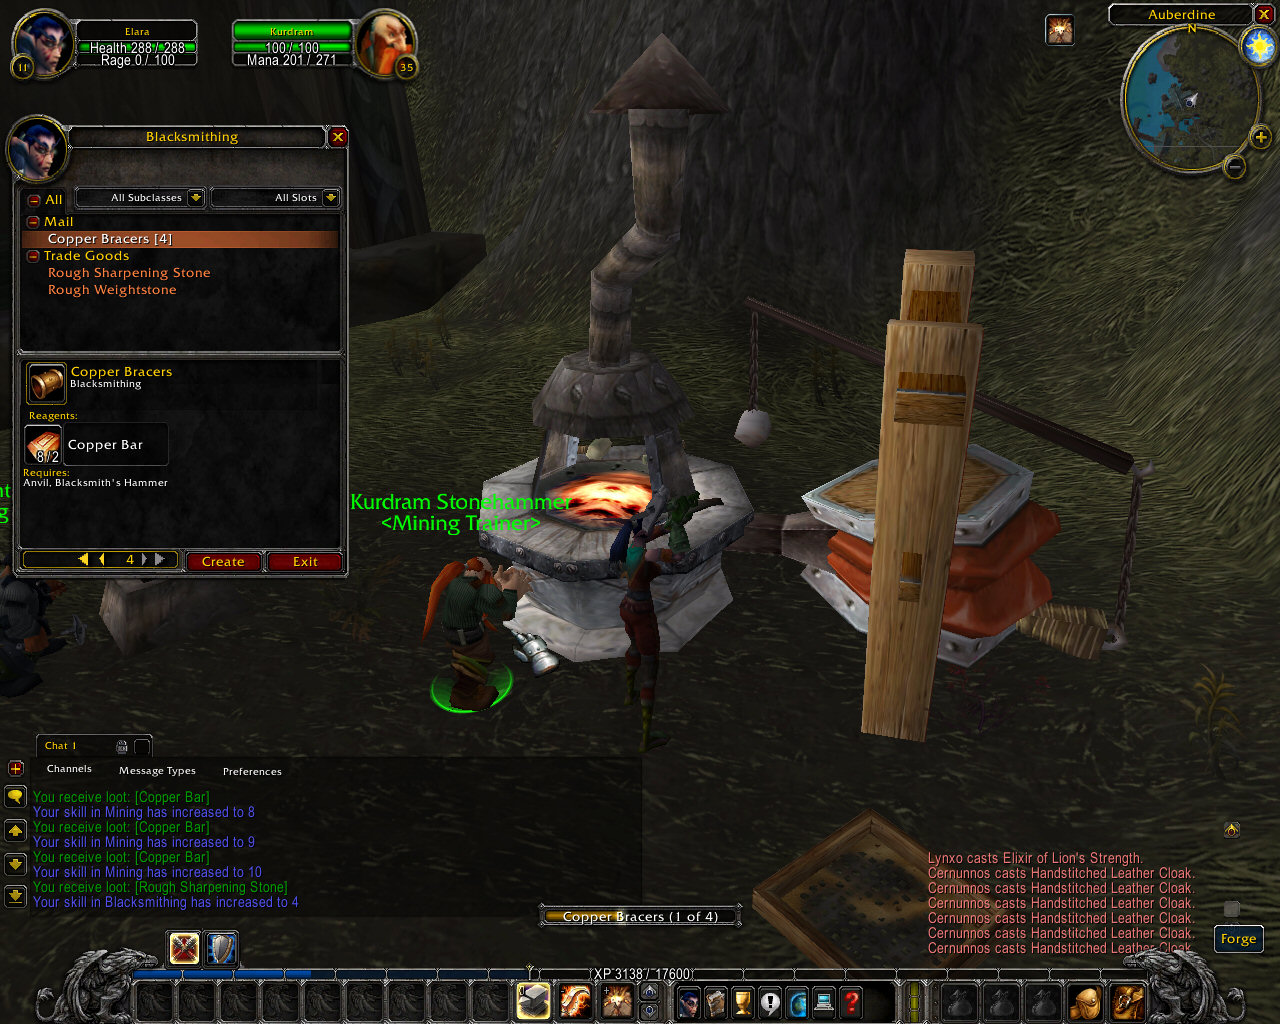 Elara
Health 288 / 288
Rage 0 / 100
11
Kurdram
100 / 100
Mana 201 / 271
35
Auberdine
N
Blacksmithing
All
All Subclasses
All Slots
Mail
Copper Bracers [4]
Trade Goods
Rough Sharpening Stone
Rough Weightstone
Copper Bracers
Blacksmithing
Reagents:
8/2
Copper Bar
Requires:
Anvil, Blacksmith's Hammer
4
Create
Exit
Kurdram Stonehammer
<Mining Trainer>
Chat 1
Channels
Message Types
Preferences
You receive loot: [Copper Bar]
Your skill in Mining has increased to 8
You receive loot: [Copper Bar]
Your skill in Mining has increased to 9
You receive loot: [Copper Bar]
Your skill in Mining has increased to 10
You receive loot: [Rough Sharpening Stone]
Your skill in Blacksmithing has increased to 4
Lynxo casts Elixir of Lion's Strength.
Cernunnos casts Handstitched Leather Cloak.
Cernunnos casts Handstitched Leather Cloak.
Cernunnos casts Handstitched Leather Cloak.
Cernunnos casts Handstitched Leather Cloak.
Cernunnos casts Handstitched Leather Cloak.
Cernunnos casts Handstitched Leather Cloak.
Copper Bracers (1 of 4)
Forge
XP 3138 / 17600